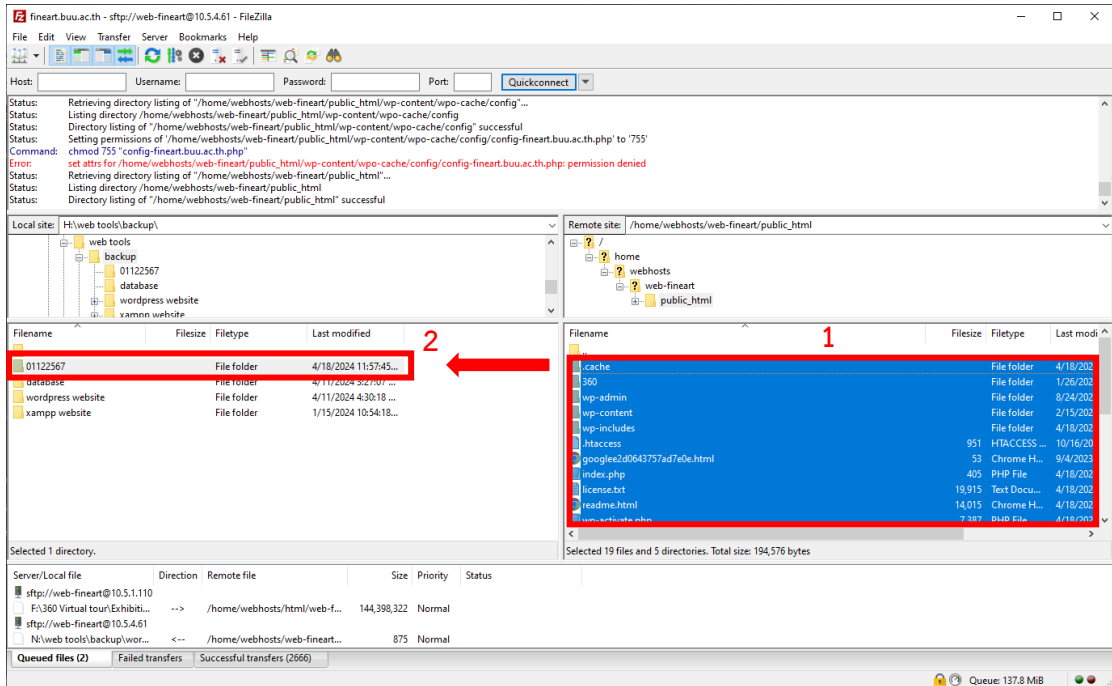 fineart.buu.ac.th - sftp://web-fineart@10.5.4.61 - FileZilla
File Edit View Transfer Server Bookmarks Help
Host: Username: Password: Port: Quickconnect
Status: Retrieving directory listing of "/home/webhosts/web-fineart/public_html/wp-content/wpo-cache/config"...
Status: Listing directory /home/webhosts/web-fineart/public_html/wp-content/wpo-cache/config
Status: Directory listing of "/home/webhosts/web-fineart/public_html/wp-content/wpo-cache/config" successful
Status: Setting permissions of '/home/webhosts/web-fineart/public_html/wp-content/wpo-cache/config/config-fineart.buu.ac.th.php' to '755'
Command: chmod 755 "config-fineart.buu.ac.th.php"
Error: set attrs for /home/webhosts/web-fineart/public_html/wp-content/wpo-cache/config/config-fineart.buu.ac.th.php: permission denied
Status: Retrieving directory listing of "/home/webhosts/web-fineart/public_html"...
Status: Listing directory /home/webhosts/web-fineart/public_html
Status: Directory listing of "/home/webhosts/web-fineart/public_html" successful
Local site: H:\web tools\backup\
web tools
backup
01122567
database
wordpress website
xampp website
Filename Filesize Filetype Last modified
2
01122567 File folder 4/18/2024 11:57:45...
database File folder 4/11/2024 3:27:07 ...
wordpress website File folder 4/11/2024 4:30:18 ...
xampp website File folder 1/15/2024 10:54:18...
Selected 1 directory.
Remote site: /home/webhosts/web-fineart/public_html
? /
? home
? webhosts
? web-fineart
public_html
Filename Filesize Filetype Last modi
1
..
.cache File folder 4/18/202
360 File folder 1/26/202
wp-admin File folder 8/24/202
wp-content File folder 2/15/202
wp-includes File folder 4/18/202
.htaccess 951 HTACCESS ... 10/16/20
googlee2d0643757ad7e0e.html 53 Chrome H... 9/4/2023
index.php 405 PHP File 4/18/202
license.txt 19,915 Text Docu... 4/18/202
readme.html 14,015 Chrome H... 4/18/202
wp-activate.php 7,387 PHP File 4/18/202
Selected 19 files and 5 directories. Total size: 194,576 bytes
Server/Local file Direction Remote file Size Priority Status
sftp://web-fineart@10.5.1.110
F:\360 Virtual tour\Exhibiti... --> /home/webhosts/html/web-f... 144,398,322 Normal
sftp://web-fineart@10.5.4.61
N:\web tools\backup\wor... <-- /home/webhosts/web-fineart... 875 Normal
Queued files (2) Failed transfers Successful transfers (2666)
Queue: 137.8 MiB